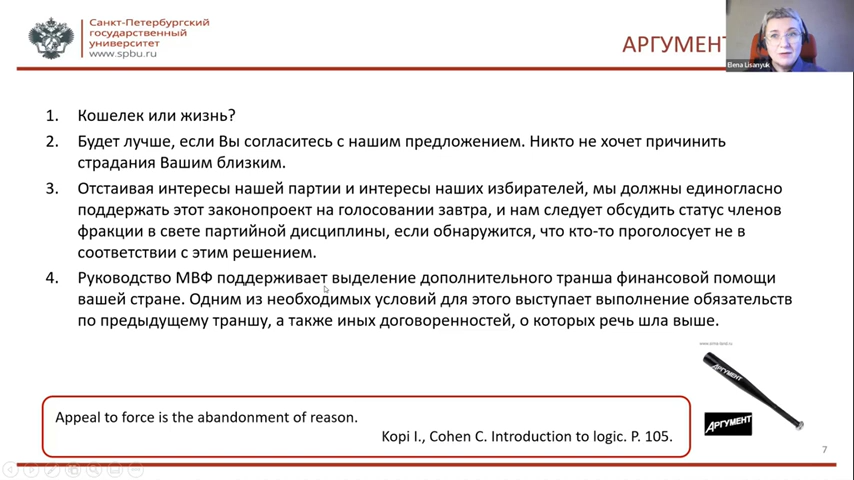 Санкт-Петербургский
государственный
университет
www.spbu.ru
АРГУМЕНТ
Elena Lisanyuk
1. Кошелек или жизнь?
2. Будет лучше, если Вы согласитесь с нашим предложением. Никто не хочет причинить
страдания Вашим близким.
3. Отстаивая интересы нашей партии и интересы наших избирателей, мы должны единогласно
поддержать этот законопроект на голосовании завтра, и нам следует обсудить статус членов
фракции в свете партийной дисциплины, если обнаружится, что кто-то проголосует не в
соответствии с этим решением.
4. Руководство МВФ поддерживает выделение дополнительного транша финансовой помощи
вашей стране. Одним из необходимых условий для этого выступает выполнение обязательств
по предыдущему траншу, а также иных договоренностей, о которых речь шла выше.
АРГУМЕНТ
АРГУМЕНТ
Appeal to force is the abandonment of reason.
Kopi I., Cohen C. Introduction to logic. P. 105.
7